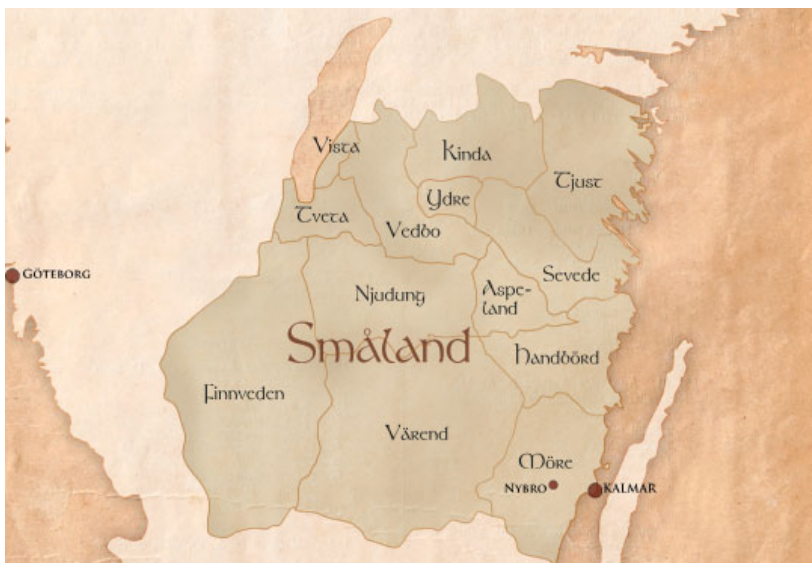 Vista
Kinda
Tjust
Ydre
Tveta
Vedbo
GÖTEBORG
Sevede
Njudung
Aspe-
land
Småland
Handbörd
Finnveden
Värend
Möre
NYBRO
KALMAR